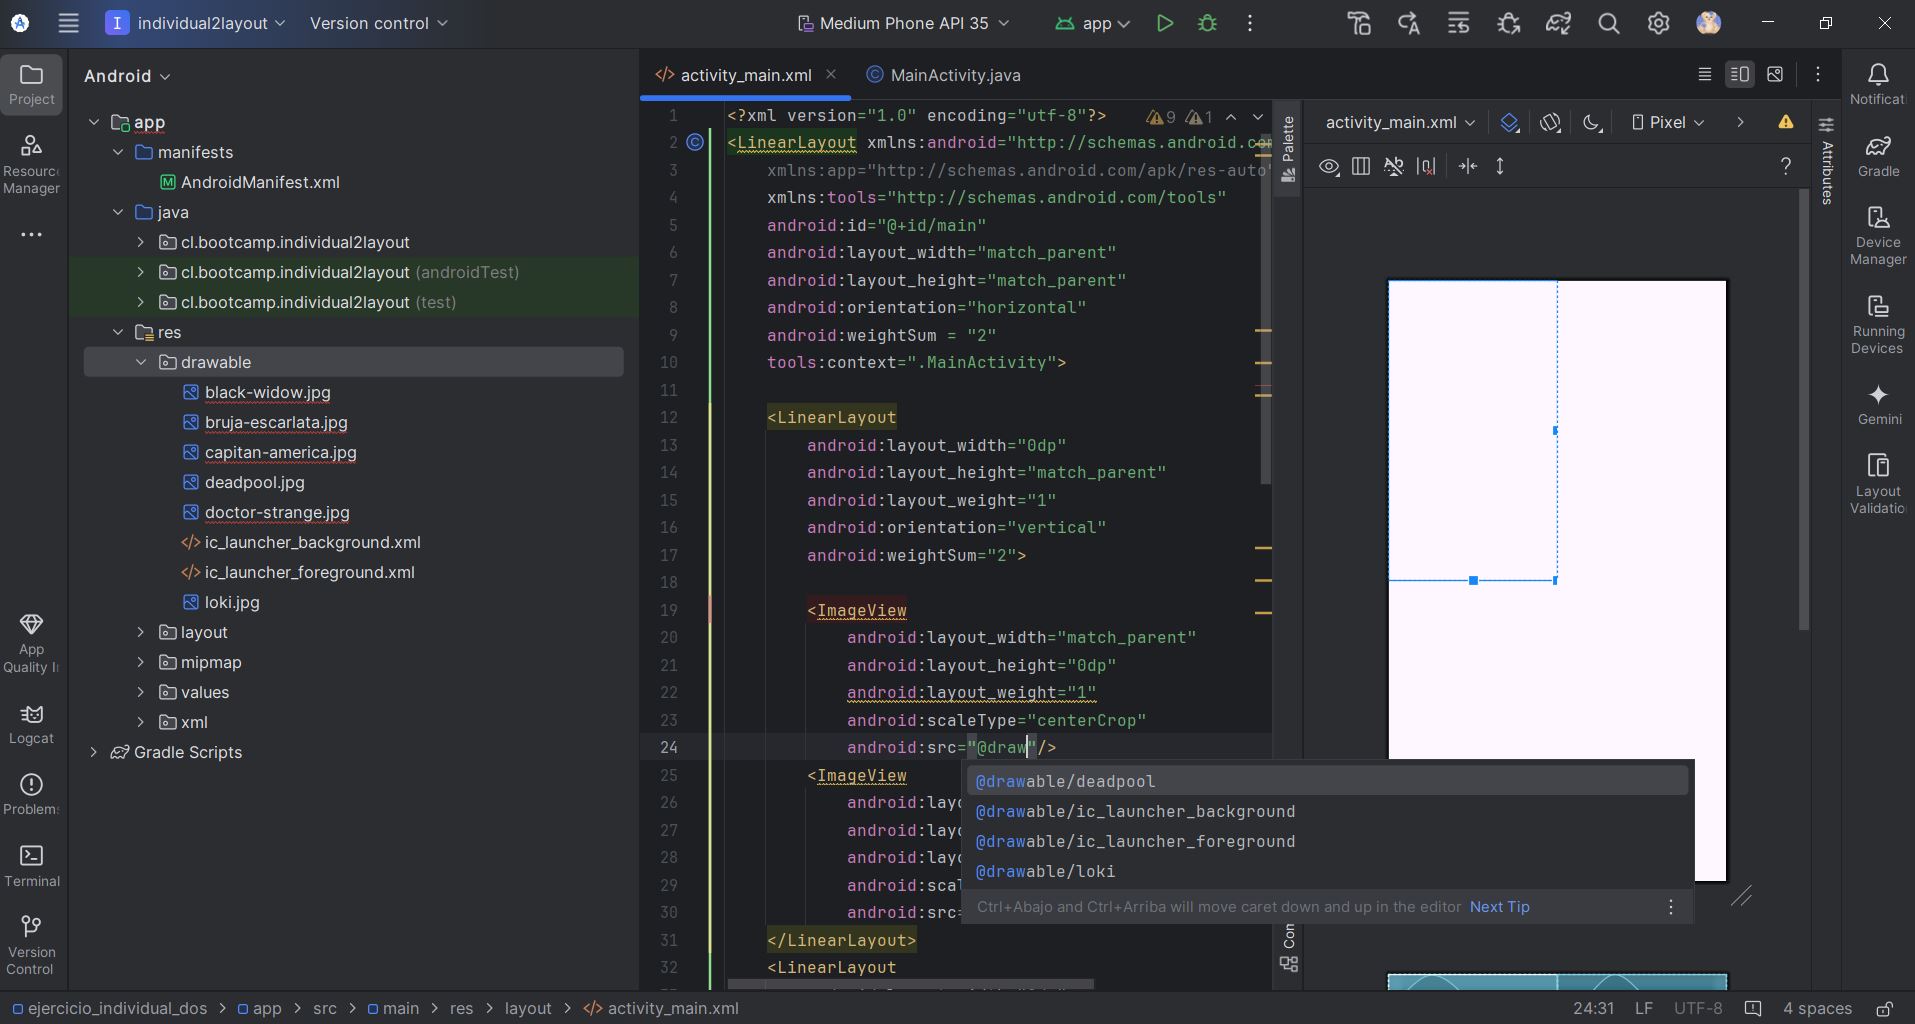 I individual2layout Version control Medium Phone API 35 app
Project
Resourc
Manager
App
Quality I
Logcat
Problem
Terminal
Version
Control
Android
app
manifests
AndroidManifest.xml
java
cl.bootcamp.individual2layout
cl.bootcamp.individual2layout (androidTest)
cl.bootcamp.individual2layout (test)
res
drawable
black-widow.jpg
bruja-escarlata.jpg
capitan-america.jpg
deadpool.jpg
doctor-strange.jpg
ic_launcher_background.xml
ic_launcher_foreground.xml
loki.jpg
layout
mipmap
values
xml
Gradle Scripts
activity_main.xml MainActivity.java
1 <?xml version="1.0" encoding="utf-8"?> 9 1
2 <LinearLayout xmlns:android="http://schemas.android.co
3 xmlns:app="http://schemas.android.com/apk/res-auto"
4 xmlns:tools="http://schemas.android.com/tools"
5 android:id="@+id/main"
6 android:layout_width="match_parent"
7 android:layout_height="match_parent"
8 android:orientation="horizontal"
9 android:weightSum = "2"
10 tools:context=".MainActivity">
11
12 <LinearLayout
13 android:layout_width="0dp"
14 android:layout_height="match_parent"
15 android:layout_weight="1"
16 android:orientation="vertical"
17 android:weightSum="2">
18
19 <ImageView
20 android:layout_width="match_parent"
21 android:layout_height="0dp"
22 android:layout_weight="1"
23 android:scaleType="centerCrop"
24 android:src="@draw"/>
25 <ImageView
26 android:layo
27 android:layo
28 android:layo
29 android:scal
30 android:src=
31 </LinearLayout>
32 <LinearLayout
@drawable/deadpool
@drawable/ic_launcher_background
@drawable/ic_launcher_foreground
@drawable/loki
Ctrl+Abajo and Ctrl+Arriba will move caret down and up in the editor Next Tip
Palette
Con
activity_main.xml Pixel
?
Attributes
Notificat
Gradle
Device
Manager
Running
Devices
Gemini
Layout
Validatio
ejercicio_individual_dos > app > src > main > res > layout > activity_main.xml 24:31 LF UTF-8 4 spaces